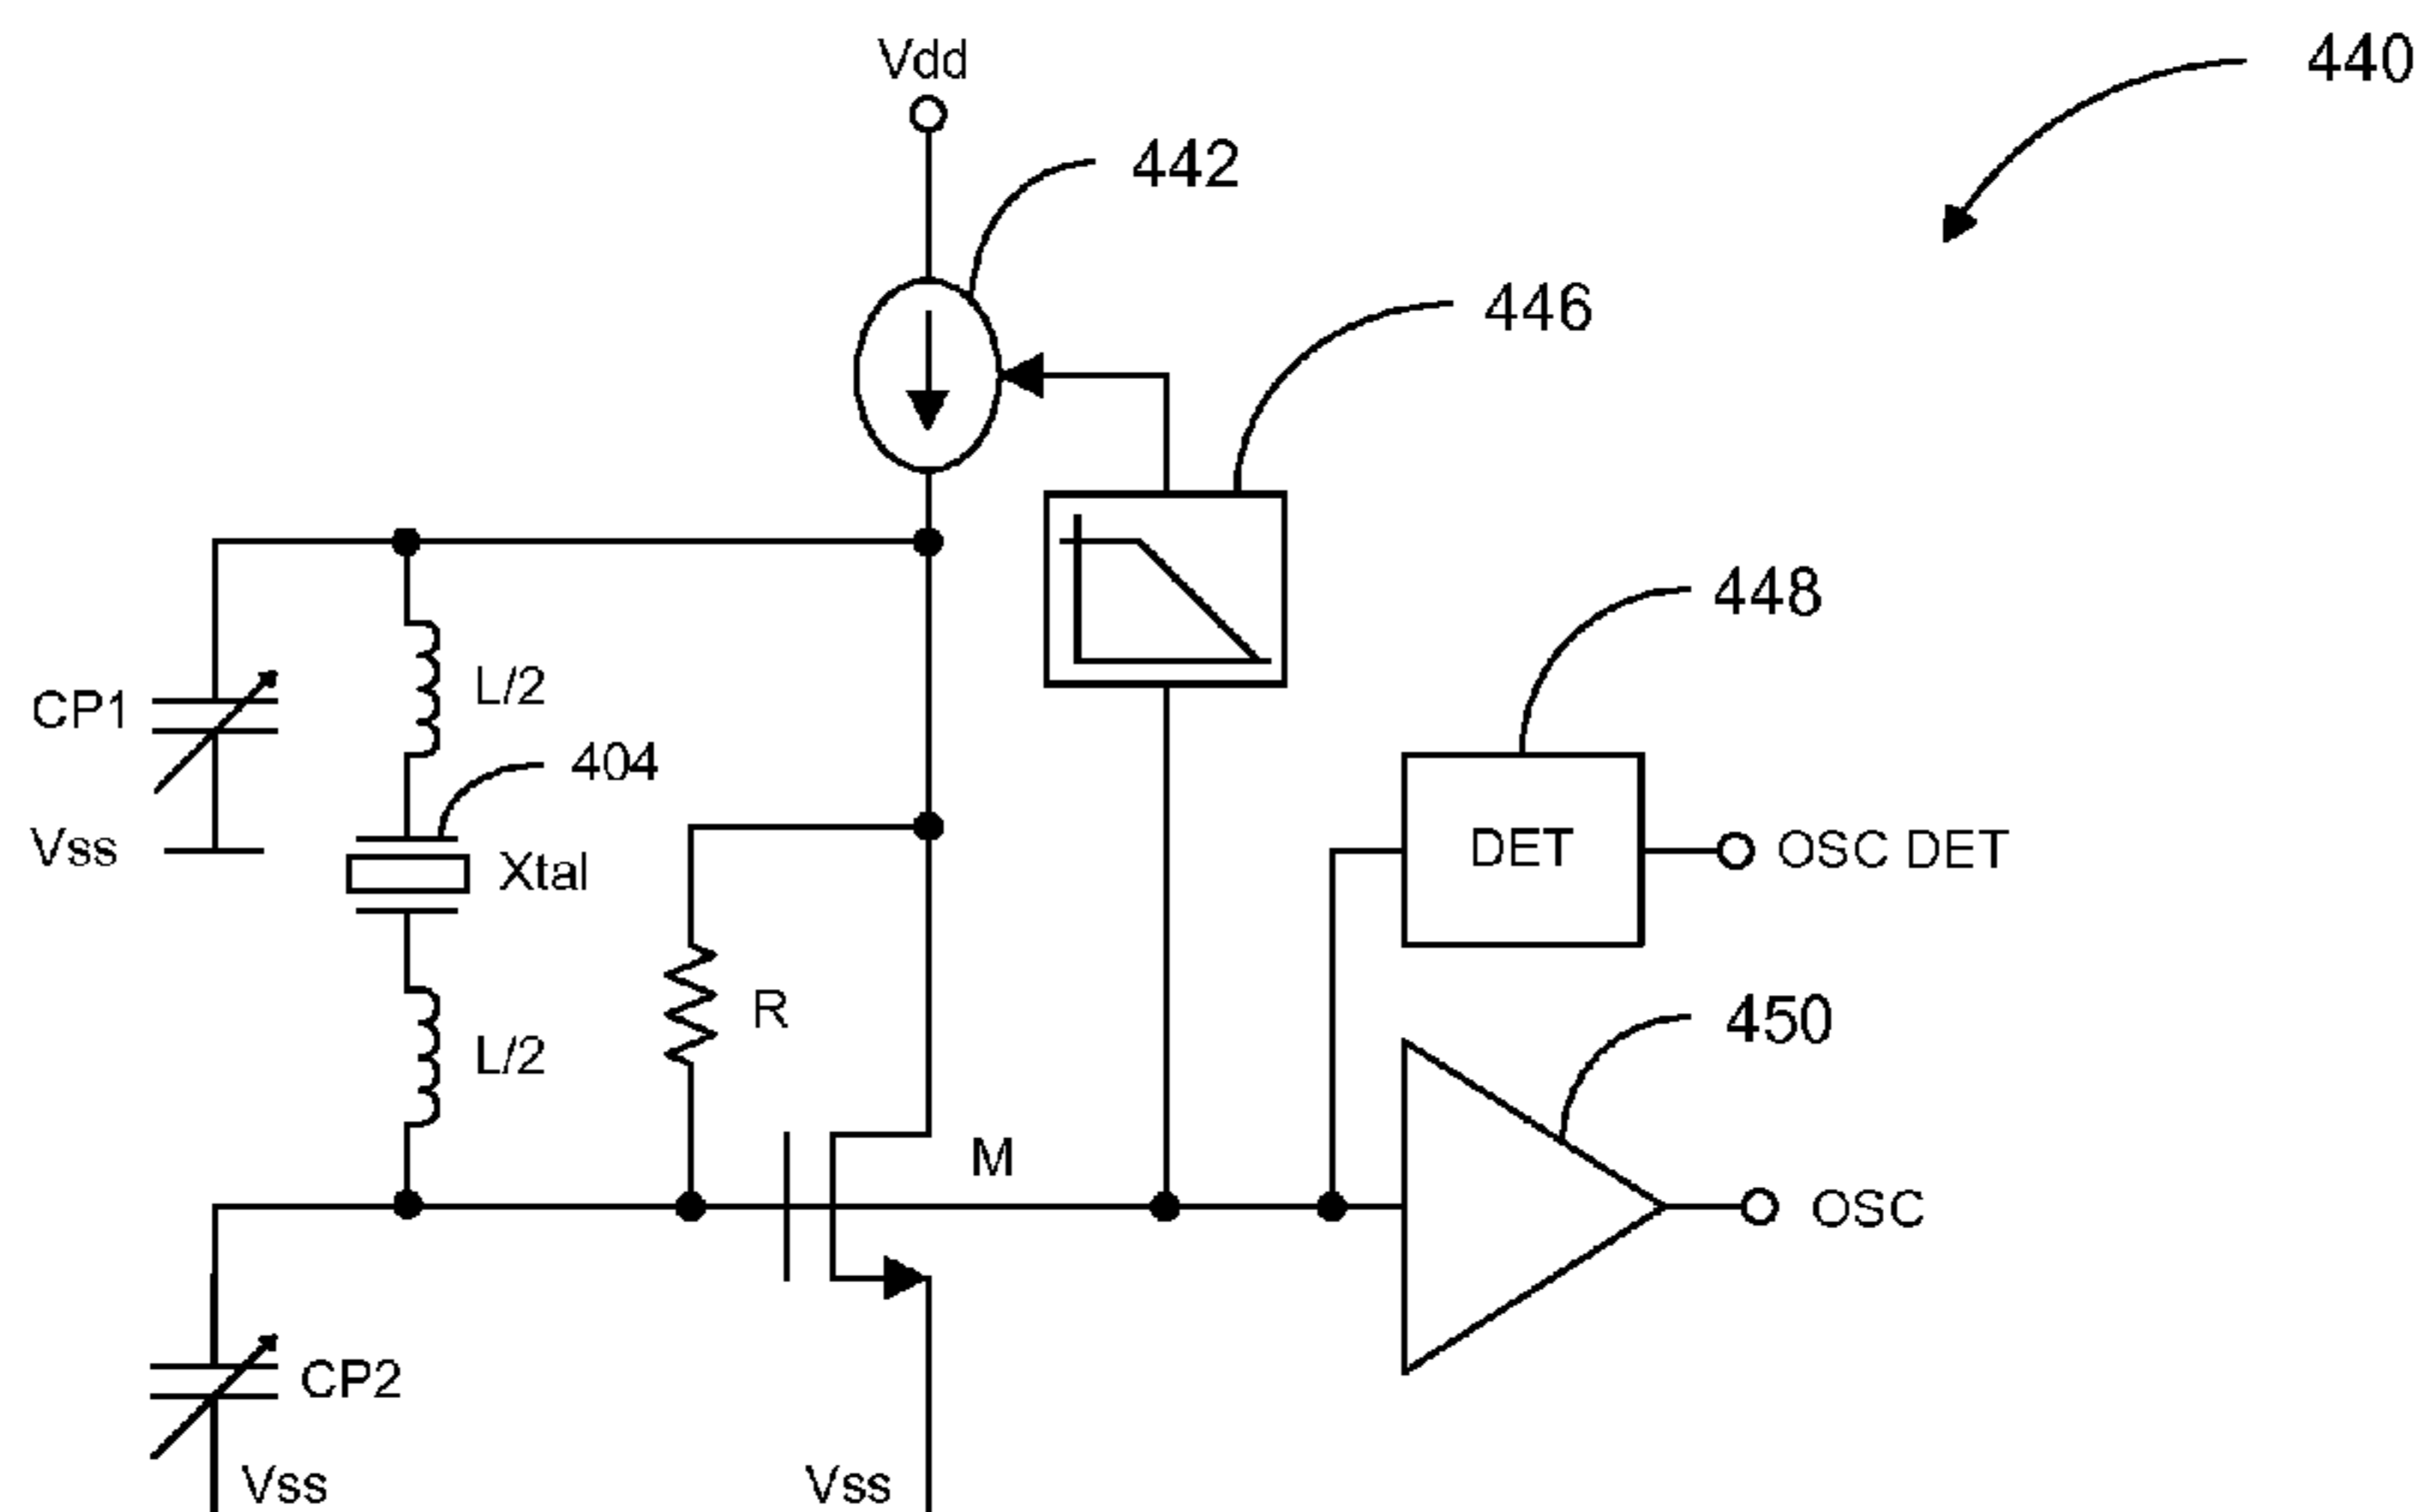 Vdd
440
442
446
448
L/2
CP1
404
Vss
Xtal
DET
OSC DET
R
450
L/2
M
OSC
CP2
Vss
Vss